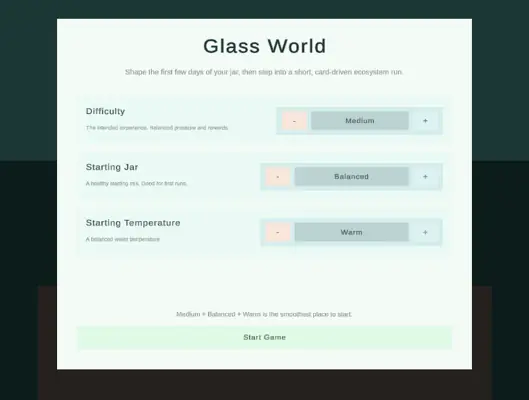 Glass World
Shape the first few days of your jar, then step into a short, card-driven ecosystem run.
Difficulty
The intended experience. Balanced pressure and rewards.
- Medium +
Starting Jar
A healthy starting mix. Good for first runs.
- Balanced +
Starting Temperature
A balanced water temperature
- Warm +
Medium + Balanced + Warm is the smoothest place to start.
Start Game